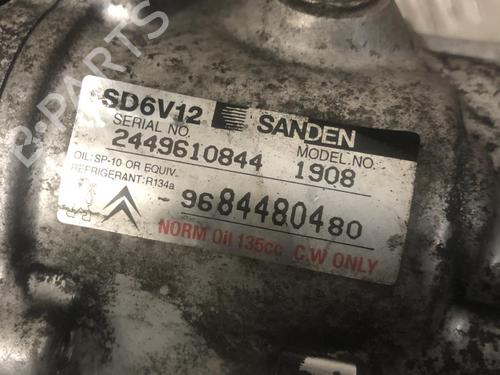 SD6V12 SANDEN
SERIAL NO. MODEL.NO
2449610844 1908
OIL:SP-10 OR EQUIV.
REFRIGERANT:R134a
9684480480
NORM Oil 135cc C.W ONLY
B-PARTS